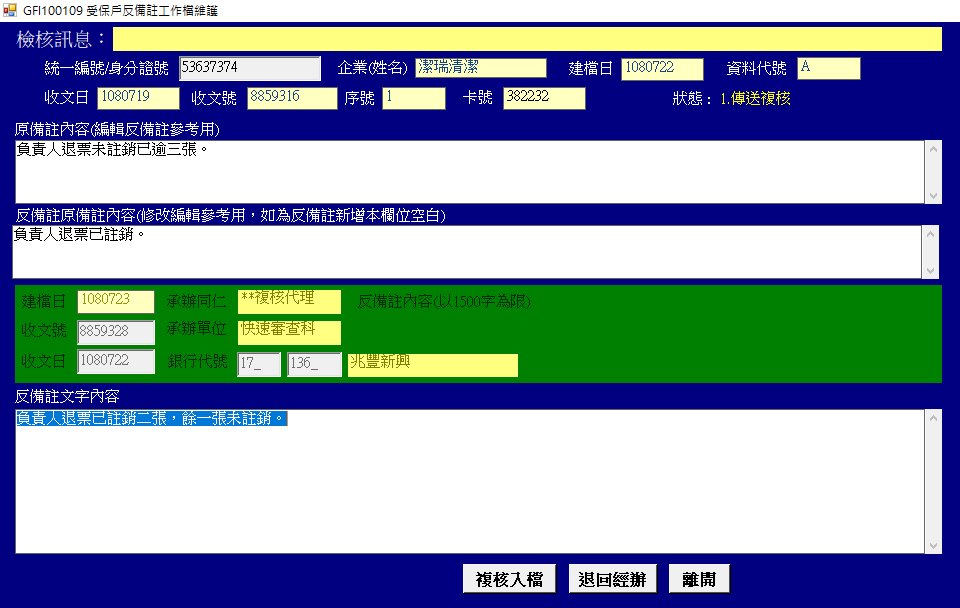 GFI100109 受保戶反備註工作檔維護
檢核訊息：
統一編號/身分證號 53637374 企業(姓名) 潔瑞清潔 建檔日 1080722 資料代號 A
收文日 1080719 收文號 8859316 序號 1 卡號 382232 狀態： 1.傳送複核
原備註內容(編輯反備註參考用)
負責人退票未註銷已逾三張。
反備註原備註內容(修改編輯參考用，如為反備註新增本欄位空白)
負責人退票已註銷。
建檔日 1080723 承辦同仁 **複核代理 反備註內容(以1500字為限)
收文號 8859328 承辦單位 快速審查科
收文日 1080722 銀行代號 17_ 136_ 兆豐新興
反備註文字內容
負責人退票已註銷二張，餘一張未註銷。
複核入檔 退回經辦 離開